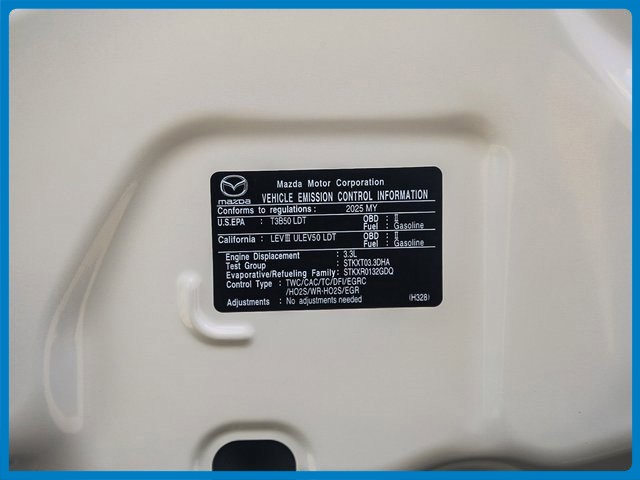 Mazda Motor Corporation
mazda VEHICLE EMISSION CONTROL INFORMATION
Conforms to regulations : 2025 MY
U.S.EPA : T3B50 LDT OBD : II
Fuel : Gasoline
California : LEVIII ULEV50 LDT OBD : II
Fuel : Gasoline
Engine Displacement : 3.3L
Test Group : STKXT03.3DHA
Evaporative/Refueling Family: STKXR0132GDQ
Control Type : TWC/CAC/TC/DFI/EGRC
/HO2S/WR-HO2S/EGR
Adjustments : No adjustments needed (H328)